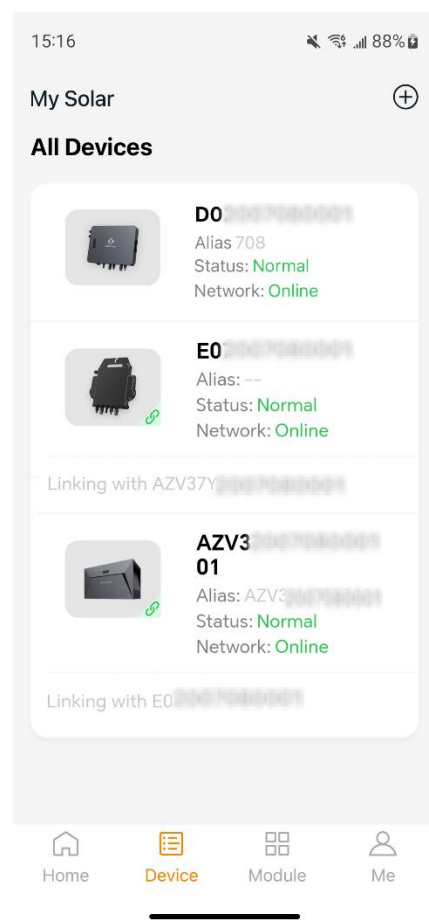 15:16
88%
My Solar
All Devices
D0
Alias 708
Status: Normal
Network: Online
E0
Alias: --
Status: Normal
Network: Online
Linking with AZV37Y
AZV3
01
Alias: AZV3
Status: Normal
Network: Online
Linking with E0
Home
Device
Module
Me